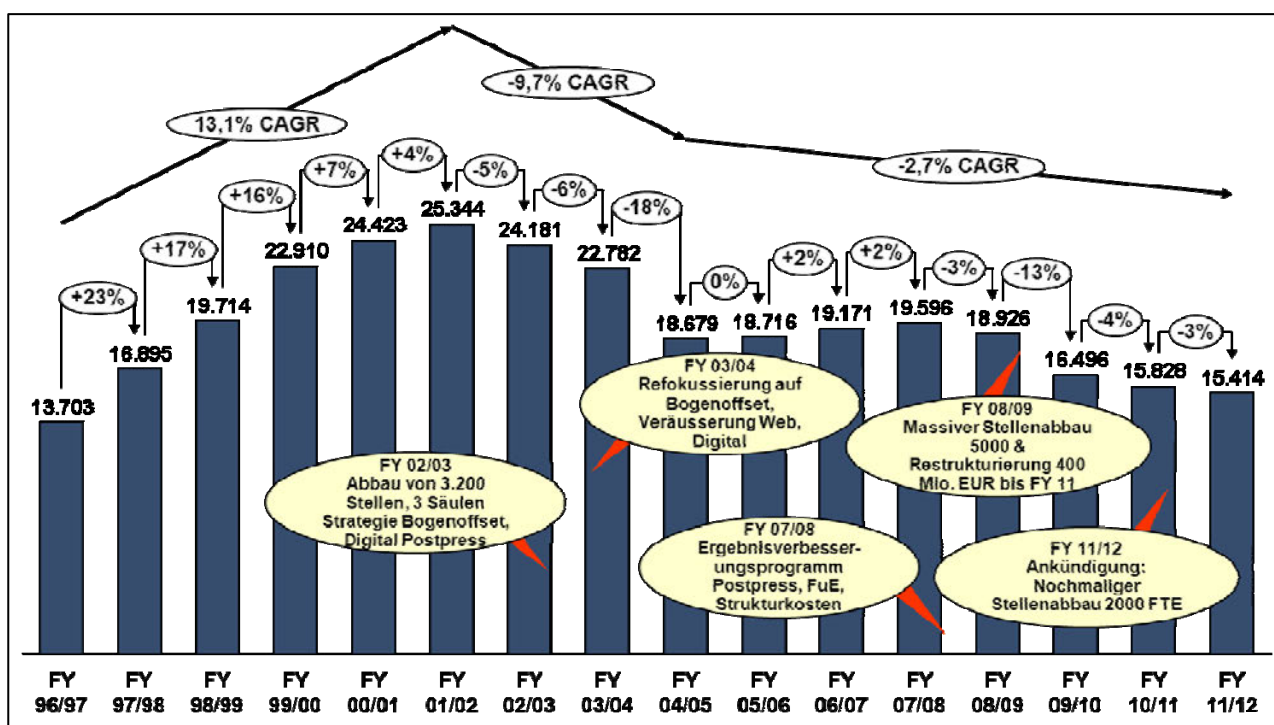 13,1% CAGR
-9,7% CAGR
-2,7% CAGR
+23%
+17%
+16%
+7%
+4%
-5%
-6%
-18%
0%
+2%
+2%
-3%
-13%
-4%
-3%
13.703
16.895
19.714
22.910
24.423
25.344
24.181
22.782
18.679
18.716
19.171
19.596
18.926
16.496
15.828
15.414
FY 02/03
Abbau von 3.200
Stellen, 3 Säulen
Strategie Bogenoffset,
Digital Postpress
FY 03/04
Refokussierung auf
Bogenoffset,
Veräusserung Web,
Digital
FY 07/08
Ergebnisverbesser-
ungsprogramm
Postpress, FuE,
Strukturkosten
FY 08/09
Massiver Stellenabbau
5000 &
Restrukturierung 400
Mio. EUR bis FY 11
FY 11/12
Ankündigung:
Nochmaliger
Stellenabbau 2000 FTE
FY
96/97
FY
97/98
FY
98/99
FY
99/00
FY
00/01
FY
01/02
FY
02/03
FY
03/04
FY
04/05
FY
05/06
FY
06/07
FY
07/08
FY
08/09
FY
09/10
FY
10/11
FY
11/12